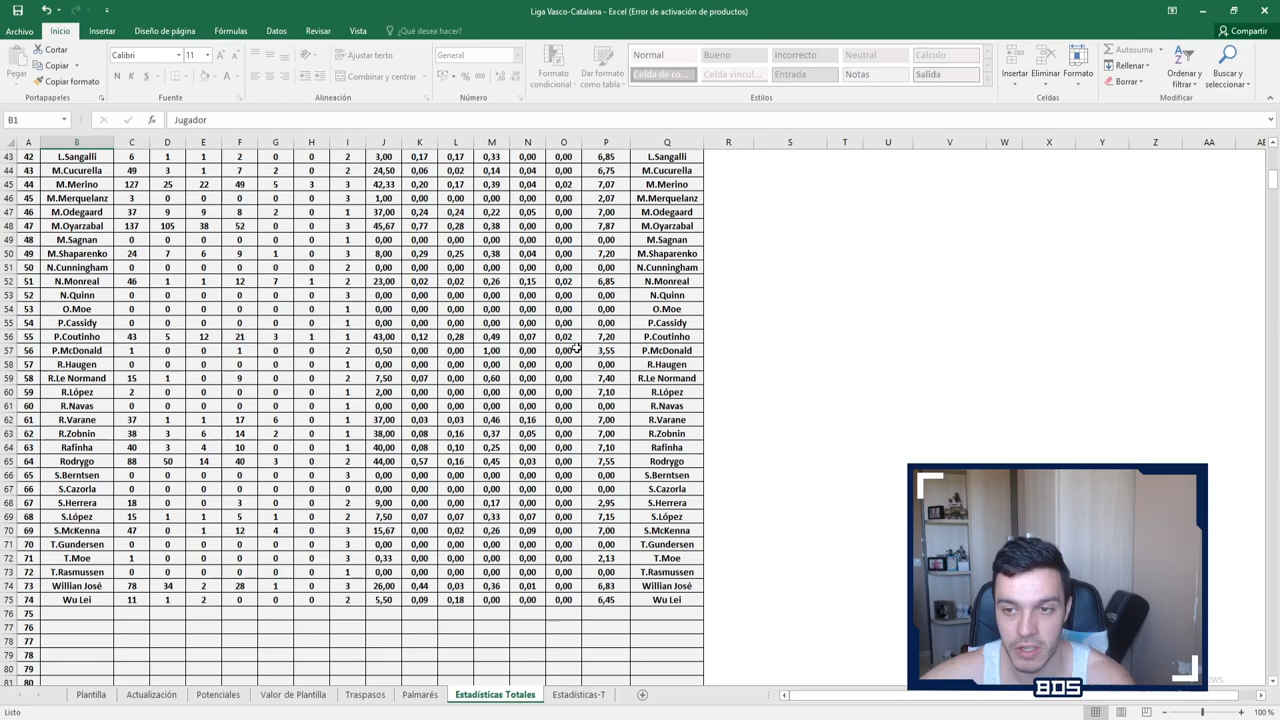 Liga Vasco-Catalana - Excel (Error de activación de productos)
Archivo Inicio Insertar Diseño de página Fórmulas Datos Revisar Vista ¿Qué desea hacer? Compartir
Pegar Cortar Copiar Copiar formato Portapapeles
Calibri 11 N K S Fuente
Ajustar texto Combinar y centrar Alineación
General % 000 Número
Formato condicional Dar formato como tabla
Normal Bueno Incorrecto Neutral Cálculo
Celda de co... Celda vincul... Entrada Notas Salida
Estilos
Insertar Eliminar Formato Celdas
Autosuma Rellenar Borrar Ordenar y filtrar Buscar y seleccionar Modificar
B1 fx Jugador
A B C D E F G H I J K L M N O P Q R S T U V W X Y Z AA AE
43 42 L.Sangalli 6 1 1 2 0 0 2 3,00 0,17 0,17 0,33 0,00 0,00 6,85 L.Sangalli
44 43 M.Cucurella 49 3 1 7 2 0 2 24,50 0,06 0,02 0,14 0,04 0,00 6,75 M.Cucurella
45 44 M.Merino 127 25 22 49 5 3 3 42,33 0,20 0,17 0,39 0,04 0,02 7,07 M.Merino
46 45 M.Merquelanz 3 0 0 0 0 0 3 1,00 0,00 0,00 0,00 0,00 0,00 2,07 M.Merquelanz
47 46 M.Odegaard 37 9 9 8 2 0 1 37,00 0,24 0,24 0,22 0,05 0,00 7,00 M.Odegaard
48 47 M.Oyarzabal 137 105 38 52 0 0 3 45,67 0,77 0,28 0,38 0,00 0,00 7,87 M.Oyarzabal
49 48 M.Sagnan 0 0 0 0 0 0 1 0,00 0,00 0,00 0,00 0,00 0,00 0,00 M.Sagnan
50 49 M.Shaparenko 24 7 6 9 1 0 3 8,00 0,29 0,25 0,38 0,04 0,00 7,20 M.Shaparenko
51 50 N.Cunningham 0 0 0 0 0 0 2 0,00 0,00 0,00 0,00 0,00 0,00 0,00 N.Cunningham
52 51 N.Monreal 46 1 1 12 7 1 2 23,00 0,02 0,02 0,26 0,15 0,02 6,85 N.Monreal
53 52 N.Quinn 0 0 0 0 0 0 3 0,00 0,00 0,00 0,00 0,00 0,00 0,00 N.Quinn
54 53 O.Moe 0 0 0 0 0 0 1 0,00 0,00 0,00 0,00 0,00 0,00 0,00 O.Moe
55 54 P.Cassidy 0 0 0 0 0 0 1 0,00 0,00 0,00 0,00 0,00 0,00 0,00 P.Cassidy
56 55 P.Coutinho 43 5 12 21 3 1 1 43,00 0,12 0,28 0,49 0,07 0,02 7,20 P.Coutinho
57 56 P.McDonald 1 0 0 1 0 0 2 0,50 0,00 0,00 1,00 0,00 0,00 3,55 P.McDonald
58 57 R.Haugen 0 0 0 0 0 0 1 0,00 0,00 0,00 0,00 0,00 0,00 0,00 R.Haugen
59 58 R.Le Normand 15 1 0 9 0 0 2 7,50 0,07 0,00 0,60 0,00 0,00 7,40 R.Le Normand
60 59 R.López 2 0 0 0 0 0 1 2,00 0,00 0,00 0,00 0,00 0,00 7,10 R.López
61 60 R.Navas 0 0 0 0 0 0 1 0,00 0,00 0,00 0,00 0,00 0,00 0,00 R.Navas
62 61 R.Varane 37 1 1 17 6 0 1 37,00 0,03 0,03 0,46 0,16 0,00 7,00 R.Varane
63 62 R.Zobnin 38 3 6 14 2 0 1 38,00 0,08 0,16 0,37 0,05 0,00 7,00 R.Zobnin
64 63 Rafinha 40 3 4 10 0 0 1 40,00 0,08 0,10 0,25 0,00 0,00 7,10 Rafinha
65 64 Rodrygo 88 50 14 40 3 0 2 44,00 0,57 0,16 0,45 0,03 0,00 7,55 Rodrygo
66 65 S.Berntsen 0 0 0 0 0 0 1 0,00 0,00 0,00 0,00 0,00 0,00 0,00 S.Berntsen
67 66 S.Cazorla 0 0 0 0 0 0 0 0,00 0,00 0,00 0,00 0,00 0,00 0,00 S.Cazorla
68 67 S.Herrera 18 0 0 3 0 0 2 9,00 0,00 0,00 0,17 0,00 0,00 2,95 S.Herrera
69 68 S.López 15 1 1 5 1 0 2 7,50 0,07 0,07 0,33 0,07 0,00 7,15 S.López
70 69 S.McKenna 47 0 1 12 4 0 3 15,67 0,00 0,02 0,26 0,09 0,00 7,00 S.McKenna
71 70 T.Gundersen 0 0 0 0 0 0 3 0,00 0,00 0,00 0,00 0,00 0,00 0,00 T.Gundersen
72 71 T.Moe 1 0 0 0 0 0 3 0,33 0,00 0,00 0,00 0,00 0,00 2,13 T.Moe
73 72 T.Rasmussen 0 0 0 0 0 0 1 0,00 0,00 0,00 0,00 0,00 0,00 0,00 T.Rasmussen
74 73 Willian José 78 34 2 28 1 0 3 26,00 0,44 0,03 0,36 0,01 0,00 6,83 Willian José
75 74 Wu Lei 11 1 2 0 0 0 2 5,50 0,09 0,18 0,00 0,00 0,00 6,45 Wu Lei
76 75
77 76
78 77
79 78
80 79
81 80
BDS
Plantilla Actualización Potenciales Valor de Plantilla Traspasos Palmarés Estadísticas Totales Estadísticas-T
Listo 100 %